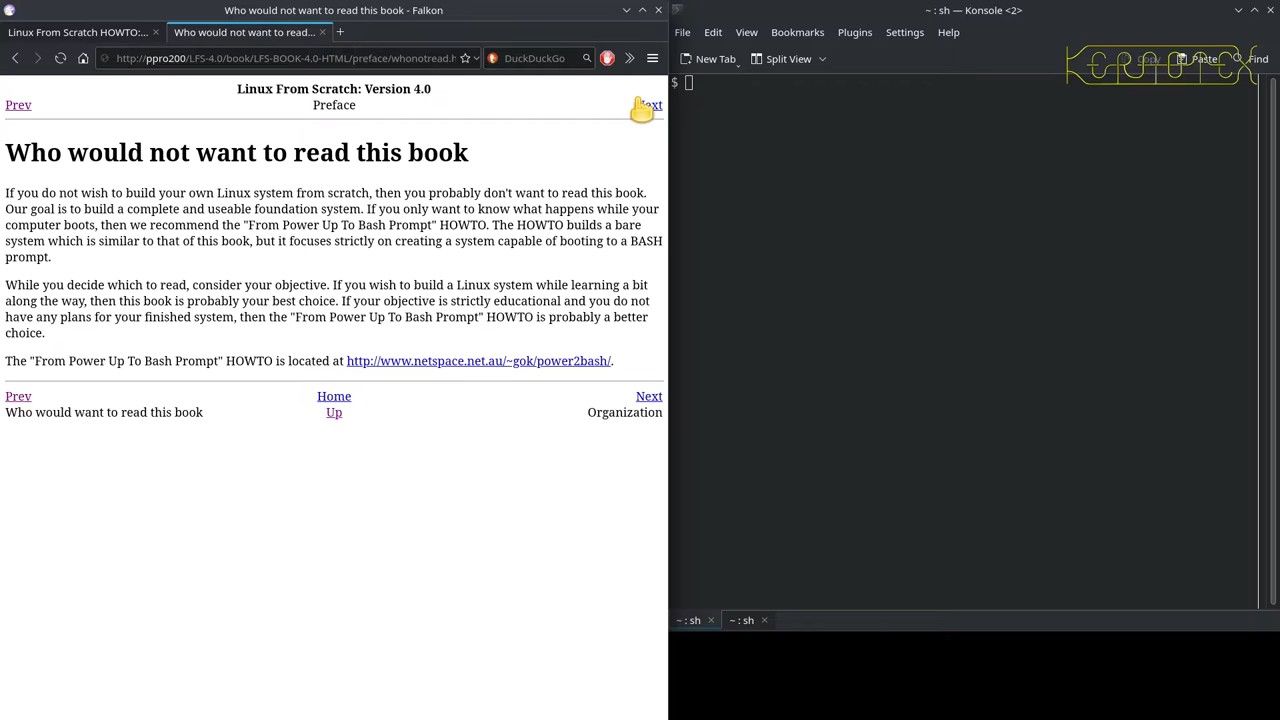 Who would not want to read this book - Falkon
Linux From Scratch HOWTO:...
Who would not want to read...
http://ppro200/LFS-4.0/book/LFS-BOOK-4.0-HTML/preface/whonotread.h
DuckDuckGo
Linux From Scratch: Version 4.0
Prev
Preface
Who would not want to read this book
If you do not wish to build your own Linux system from scratch, then you probably don't want to read this book.
Our goal is to build a complete and useable foundation system. If you only want to know what happens while your
computer boots, then we recommend the "From Power Up To Bash Prompt" HOWTO. The HOWTO builds a bare
system which is similar to that of this book, but it focuses strictly on creating a system capable of booting to a BASH
prompt.
While you decide which to read, consider your objective. If you wish to build a Linux system while learning a bit
along the way, then this book is probably your best choice. If your objective is strictly educational and you do not
have any plans for your finished system, then the "From Power Up To Bash Prompt" HOWTO is probably a better
choice.
The "From Power Up To Bash Prompt" HOWTO is located at http://www.netspace.net.au/~gok/power2bash/.
Prev
Home
Next
Who would want to read this book
Up
Organization
~ : sh — Konsole <2>
File
Edit
View
Bookmarks
Plugins
Settings
Help
New Tab
Split View
Copy
Paste
Find
$
~ : sh
~ : sh